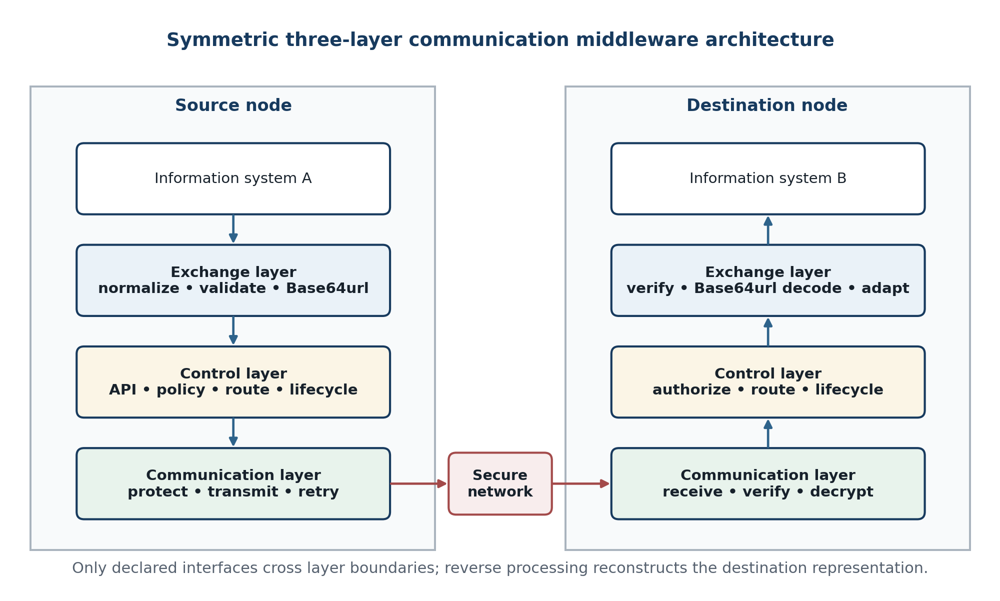 Symmetric three-layer communication middleware architecture
Source node
Information system A
Exchange layer
normalize • validate • Base64url
Control layer
API • policy • route • lifecycle
Communication layer
protect • transmit • retry
Secure
network
Destination node
Information system B
Exchange layer
verify • Base64url decode • adapt
Control layer
authorize • route • lifecycle
Communication layer
receive • verify • decrypt
Only declared interfaces cross layer boundaries; reverse processing reconstructs the destination representation.